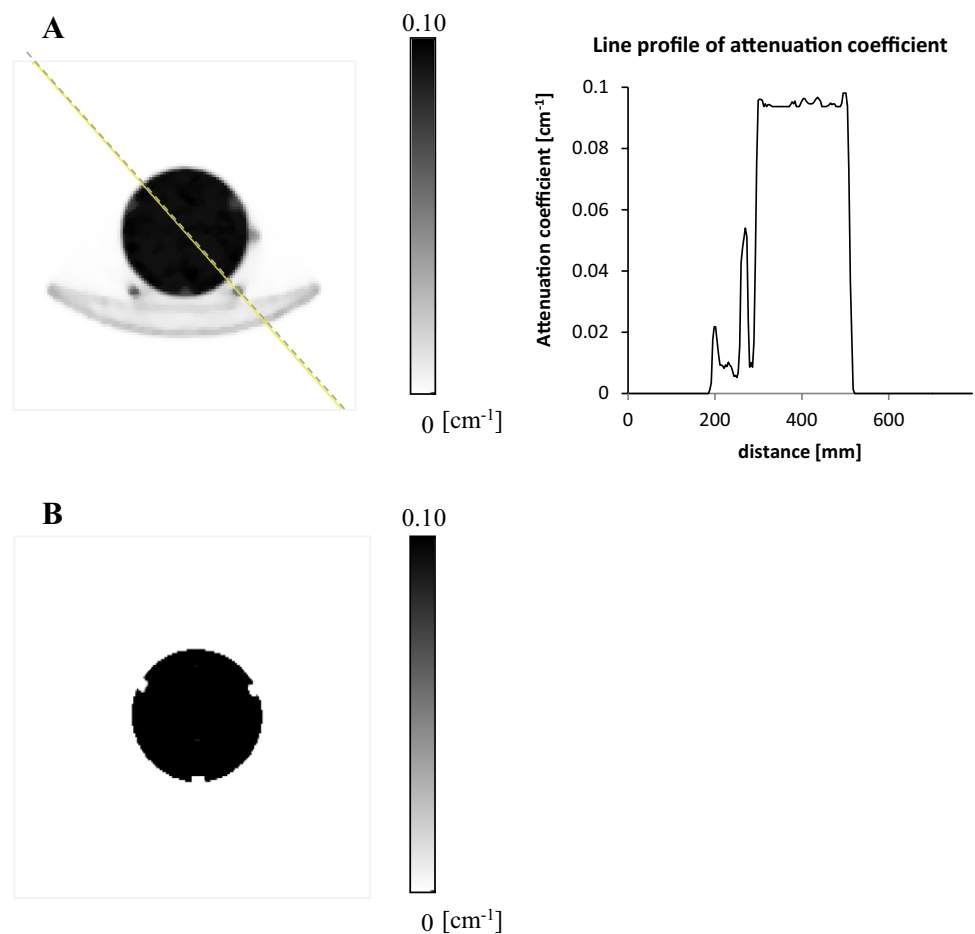 A
0.10
0 [cm⁻¹]
Line profile of attenuation coefficient
Attenuation coefficient [cm⁻¹]
0.1
0.08
0.06
0.04
0.02
0
0 200 400 600
distance [mm]
B
0.10
0 [cm⁻¹]